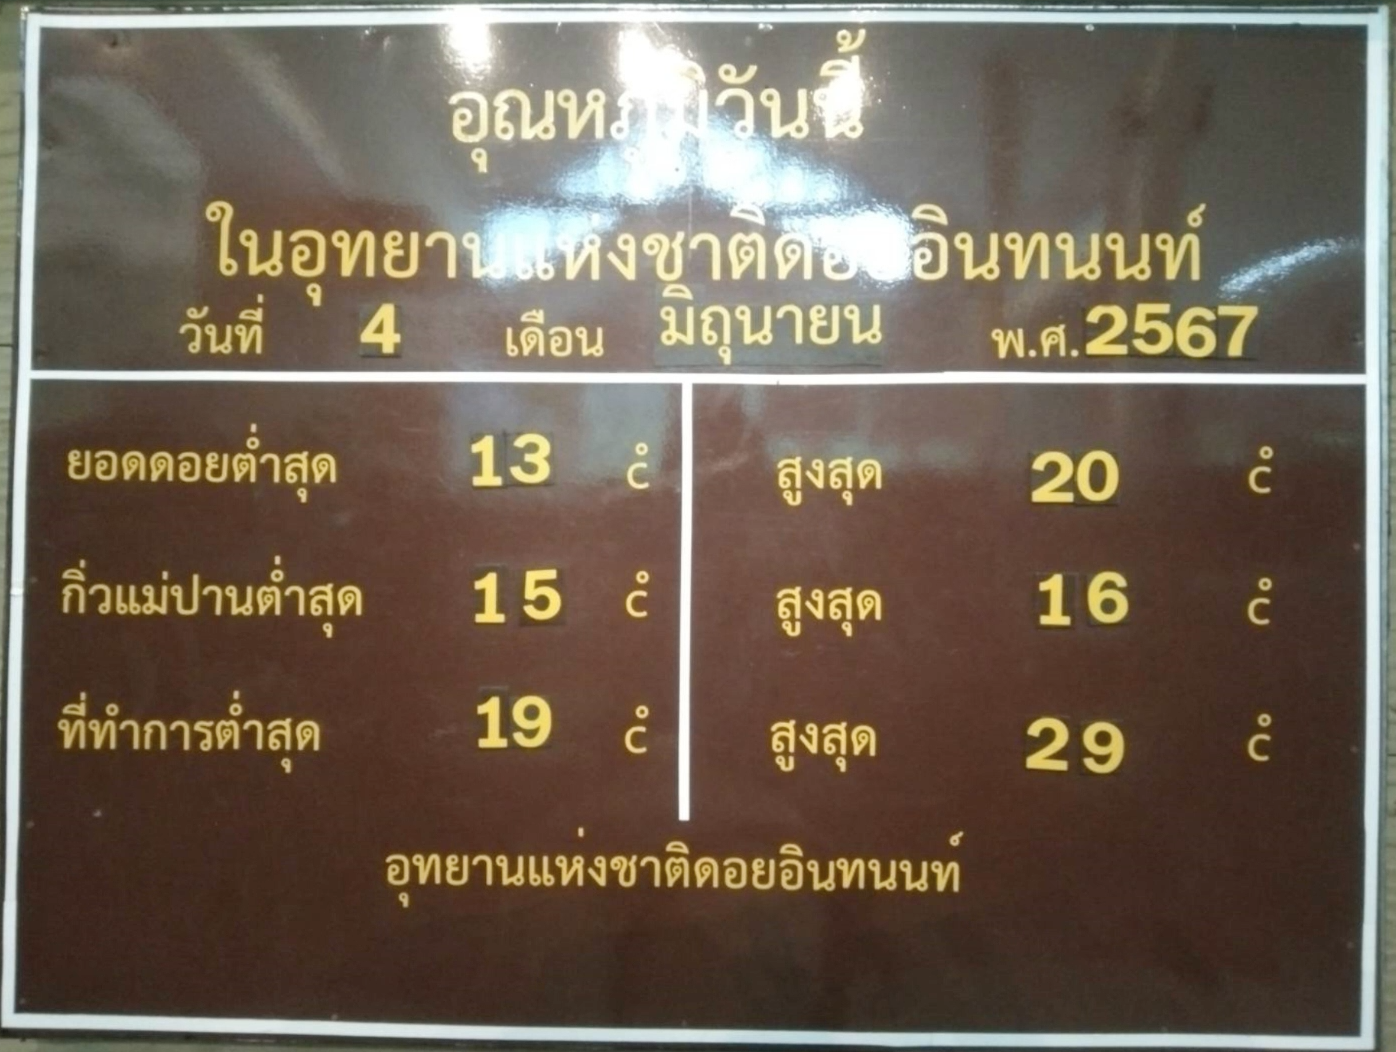 อุณหภูมิวันนี้
ในอุทยานแห่งชาติดอยอินทนนท์
วันที่ 4 เดือน มิถุนายน พ.ศ. 2567
ยอดดอยต่ำสุด 13 c° สูงสุด 20 c°
กิ่วแม่ปานต่ำสุด 15 c° สูงสุด 16 c°
ที่ทำการต่ำสุด 19 c° สูงสุด 29 c°
อุทยานแห่งชาติดอยอินทนนท์